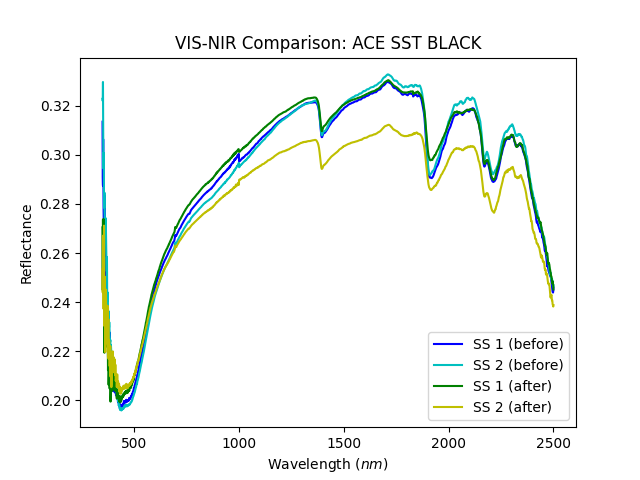 VIS-NIR Comparison: ACE SST BLACK
Reflectance
0.32
0.30
0.28
0.26
0.24
0.22
0.20
SS 1 (before)
SS 2 (before)
SS 1 (after)
SS 2 (after)
500
1000
1500
2000
2500
Wavelength (nm)